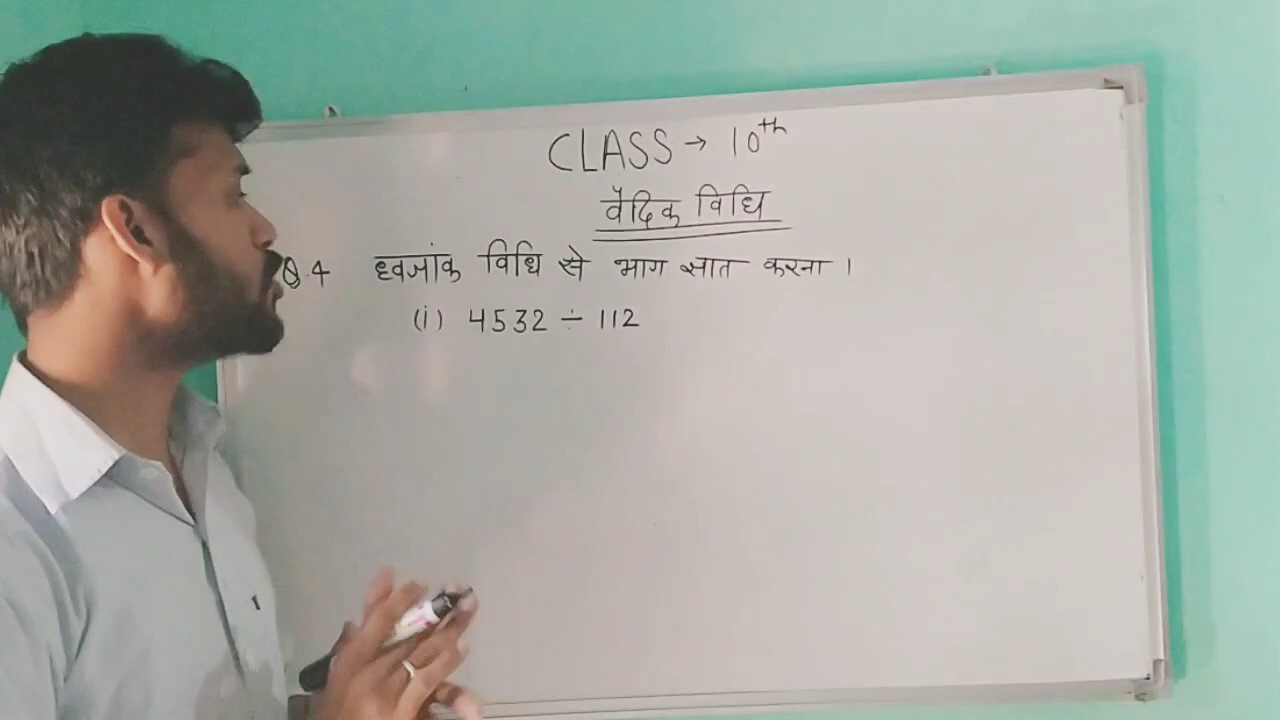 CLASS → 10th
वैदिक विधि
Q.4 ध्वजांक विधि से भाग ज्ञात करना ।
(i) 4532 ÷ 112